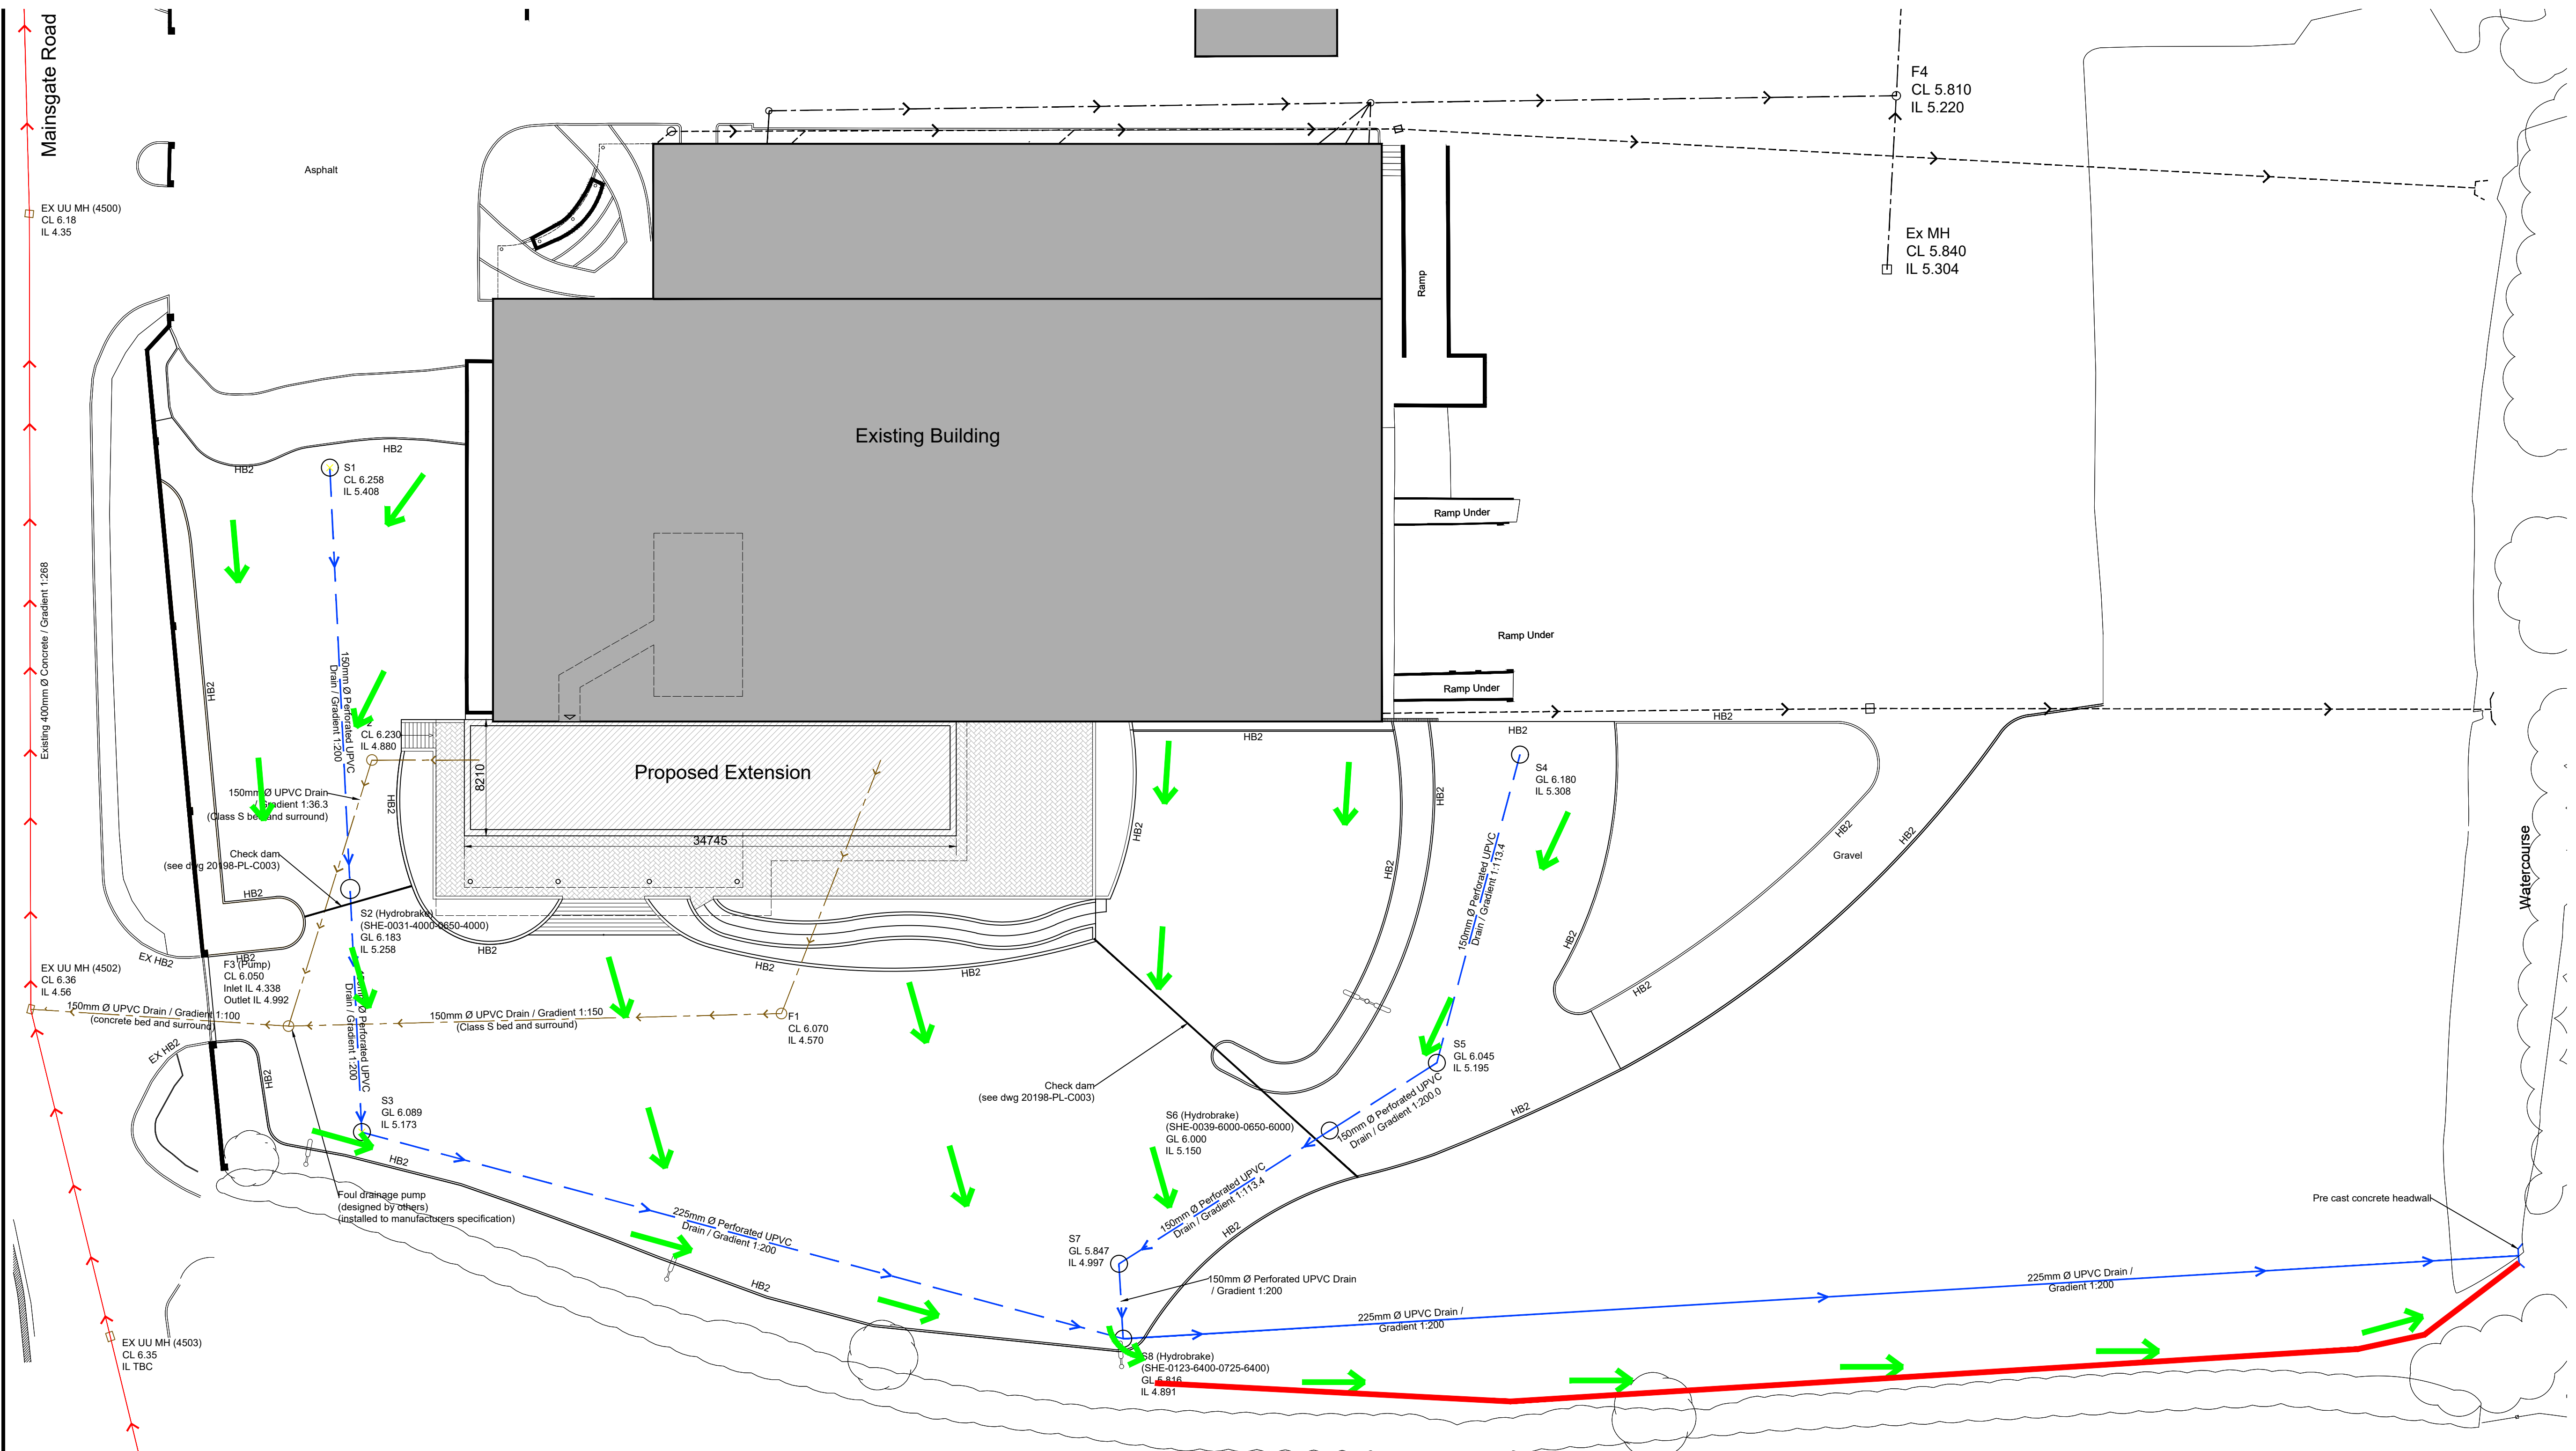 Mainsgate Road
Asphalt
EX UU MH (4500)
CL 6.18
IL 4.35
F4
CL 5.810
IL 5.220
Ex MH
CL 5.840
IL 5.304
Ramp
Existing Building
HB2
HB2
S1
CL 6.258
IL 5.408
Ramp Under
Ramp Under
Ramp Under
Existing 400mm Ø Concrete / Gradient 1:268
HB2
150mm Ø Perforated UPVC
Drain / Gradient 1:200
CL 6.230
IL 4.880
150mm Ø UPVC Drain
/ Gradient 1:36.3
(Class S bed and surround)
HB2
8210
Proposed Extension
34745
HB2
HB2
HB2
HB2
HB2
HB2
S4
GL 6.180
IL 5.308
HB2
HB2
Gravel
Watercourse
Check dam
(see dwg 20198-PL-C003)
HB2
S2 (Hydrobrake)
(SHE-0031-4000-0650-4000)
GL 6.183
IL 5.258
HB2
HB2
HB2
150mm Ø Perforated UPVC
Drain / Gradient 1:113.4
HB2
HB2
EX HB2
HB2
F3 (Pump)
CL 6.050
Inlet IL 4.338
Outlet IL 4.992
EX UU MH (4502)
CL 6.36
IL 4.56
150mm Ø UPVC Drain / Gradient 1:100
(concrete bed and surround)
150mm Ø Perforated UPVC
Drain / Gradient 1:200
150mm Ø UPVC Drain / Gradient 1:150
(Class S bed and surround)
F1
CL 6.070
IL 4.570
EX HB2
HB2
S3
GL 6.089
IL 5.173
Check dam
(see dwg 20198-PL-C003)
S5
GL 6.045
IL 5.195
150mm Ø Perforated UPVC
Drain / Gradient 1:200.0
S6 (Hydrobrake)
(SHE-0039-6000-0650-6000)
GL 6.000
IL 5.150
HB2
HB2
Foul drainage pump
(designed by others)
(installed to manufacturers specification)
225mm Ø Perforated UPVC
Drain / Gradient 1:200
150mm Ø Perforated UPVC
Drain / Gradient 1:113.4
HB2
S7
GL 5.847
IL 4.997
150mm Ø Perforated UPVC Drain
/ Gradient 1:200
HB2
Pre cast concrete headwall
225mm Ø UPVC Drain /
Gradient 1:200
225mm Ø UPVC Drain /
Gradient 1:200
EX UU MH (4503)
CL 6.35
IL TBC
S8 (Hydrobrake)
(SHE-0123-6400-0725-6400)
GL 5.816
IL 4.891